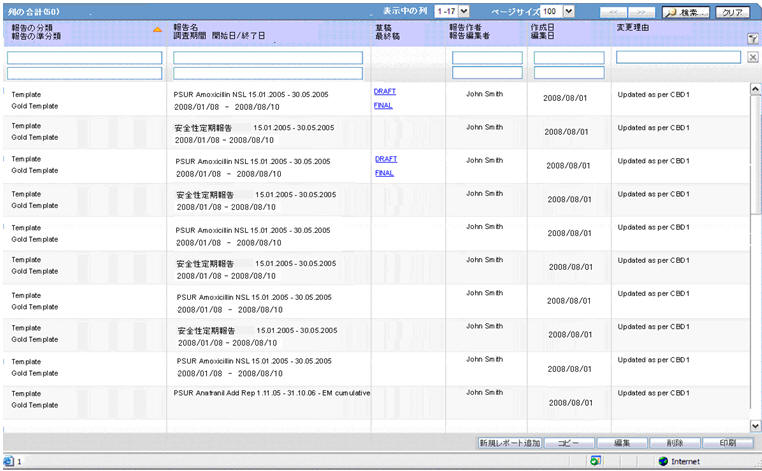 列の合計(50) 表示中の列 1 -17 ページサイズ 100 << >> 検索... クリア
報告の分類 報告名 草稿 報告作者 作成日 変更理由
報告の準分類 調査期間 開始日/終了日 最終稿 報告編集者 編集日
Template PSUR Amoxicillin NSL 15.01.2005 - 30.05.2005 DRAFT John Smith 2008/08/01 Updated as per CBD1
Gold Template 2008/01/08 - 2008/08/10 FINAL
Template 安全性定期報告 15.01.2005 - 30.05.2005 John Smith 2008/08/01 Updated as per CBD1
Gold Template 2008/01/08 - 2008/08/10
Template PSUR Amoxicillin NSL 15.01.2005 - 30.05.2005 DRAFT John Smith 2008/08/01 Updated as per CBD1
Gold Template 2008/01/08 - 2008/08/10 FINAL
Template 安全性定期報告 15.01.2005 - 30.05.2005 John Smith 2008/08/01 Updated as per CBD1
Gold Template 2008/01/08 - 2008/08/10
Template PSUR Amoxicillin NSL 15.01.2005 - 30.05.2005 John Smith 2008/08/01 Updated as per CBD1
Gold Template 2008/01/08 - 2008/08/10
Template 安全性定期報告 15.01.2005 - 30.05.2005 John Smith 2008/08/01 Updated as per CBD1
Gold Template 2008/01/08 - 2008/08/10
Template PSUR Amoxicillin NSL 15.01.2005 - 30.05.2005 John Smith 2008/08/01 Updated as per CBD1
Gold Template 2008/01/08 - 2008/08/10
Template 安全性定期報告 15.01.2005 - 30.05.2005 John Smith 2008/08/01 Updated as per CBD1
Gold Template 2008/01/08 - 2008/08/10
Template PSUR Amoxicillin NSL 15.01.2005 - 30.05.2005 John Smith 2008/08/01 Updated as per CBD1
Gold Template 2008/01/08 - 2008/08/10
Template PSUR Anafranil Add Rep 1.11.05 - 31.10.06 - EM cumulative John Smith 2008/08/01 Updated as per CBD1
Gold Template
新規レポート追加 コピー 編集 削除 印刷
1 Internet